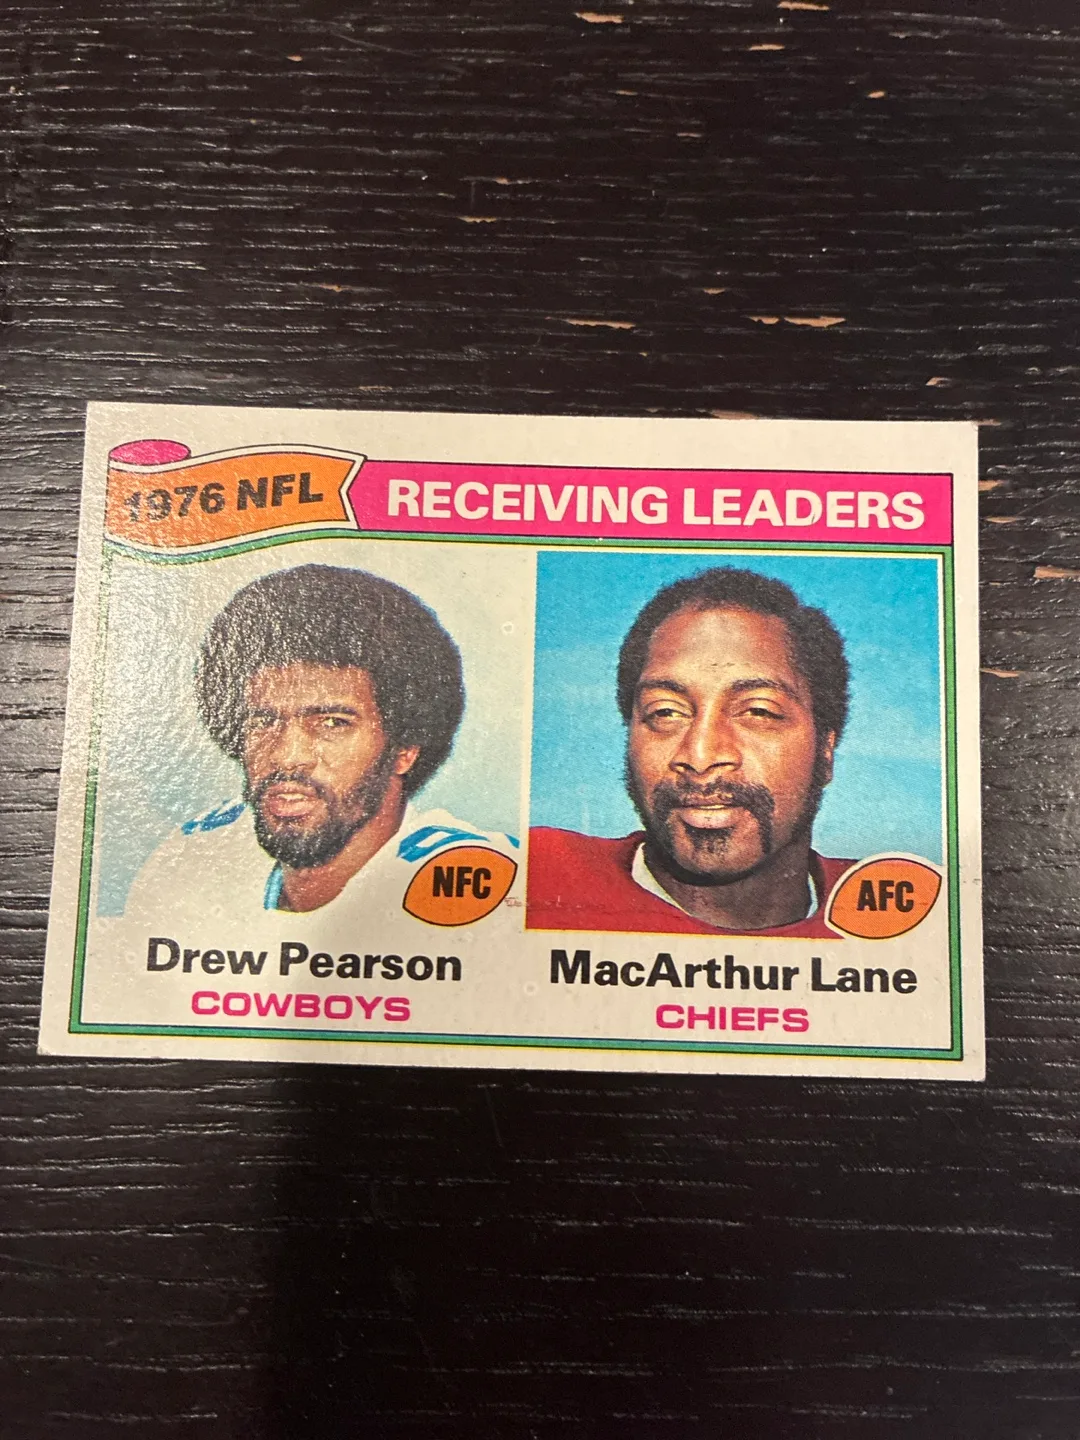 1976 NFL
RECEIVING LEADERS
NFC
AFC
Drew Pearson
COWBOYS
MacArthur Lane
CHIEFS